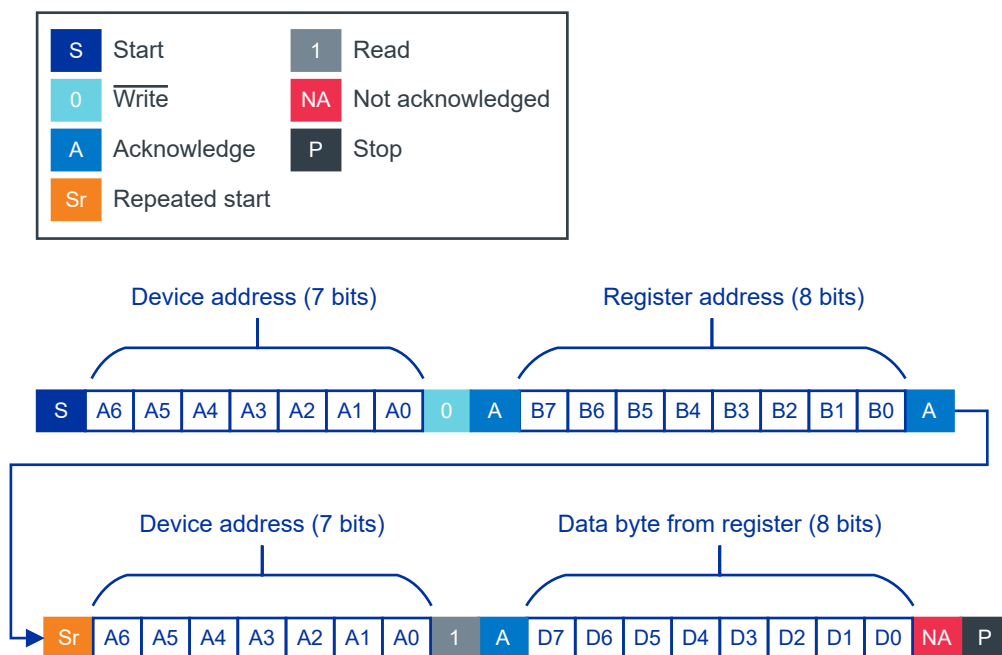 S Start 1 Read
0 Write NA Not acknowledged
A Acknowledge P Stop
Sr Repeated start
Device address (7 bits) Register address (8 bits)
S A6 A5 A4 A3 A2 A1 A0 0 A B7 B6 B5 B4 B3 B2 B1 B0 A
Device address (7 bits) Data byte from register (8 bits)
Sr A6 A5 A4 A3 A2 A1 A0 1 A D7 D6 D5 D4 D3 D2 D1 D0 NA P